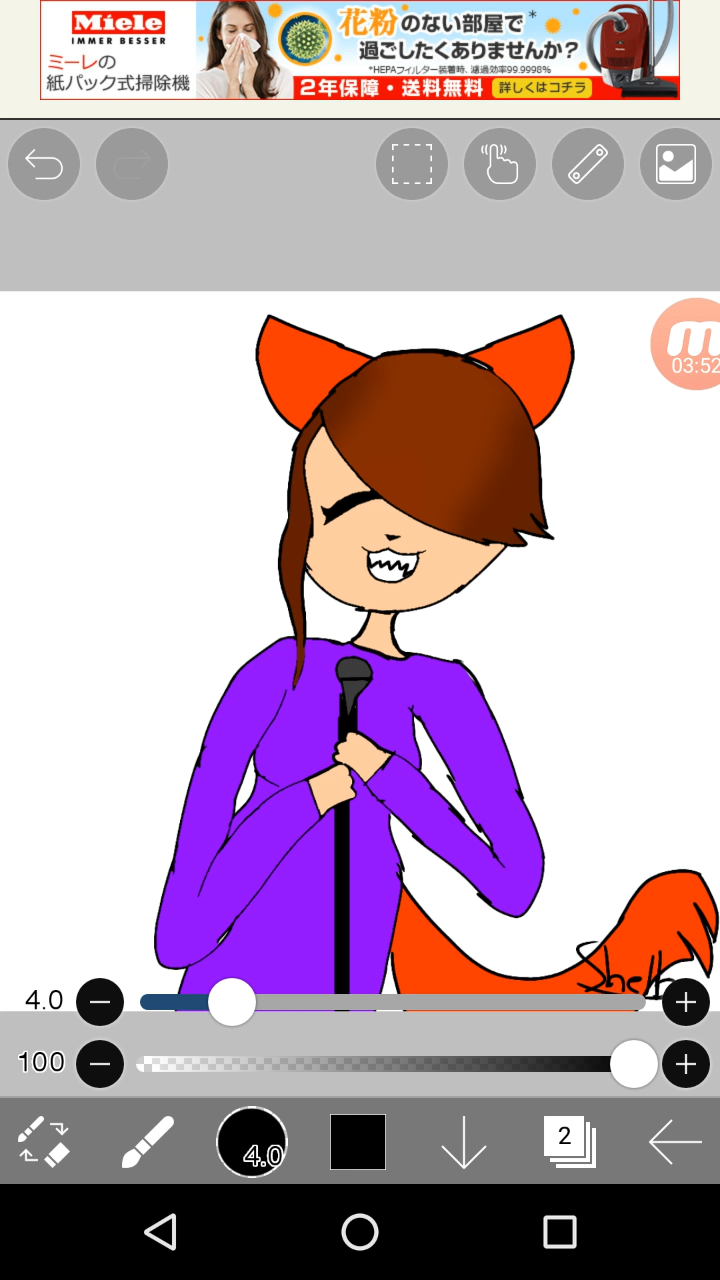 Miele
IMMER BESSER
ミーレの
紙パック式掃除機
花粉のない部屋で*
過ごしたくありませんか?
*HEPAフィルター装着時、濾過効率99.9998%
2年保障・送料無料
詳しくはコチラ
03:52
4.0
100
4.0
2